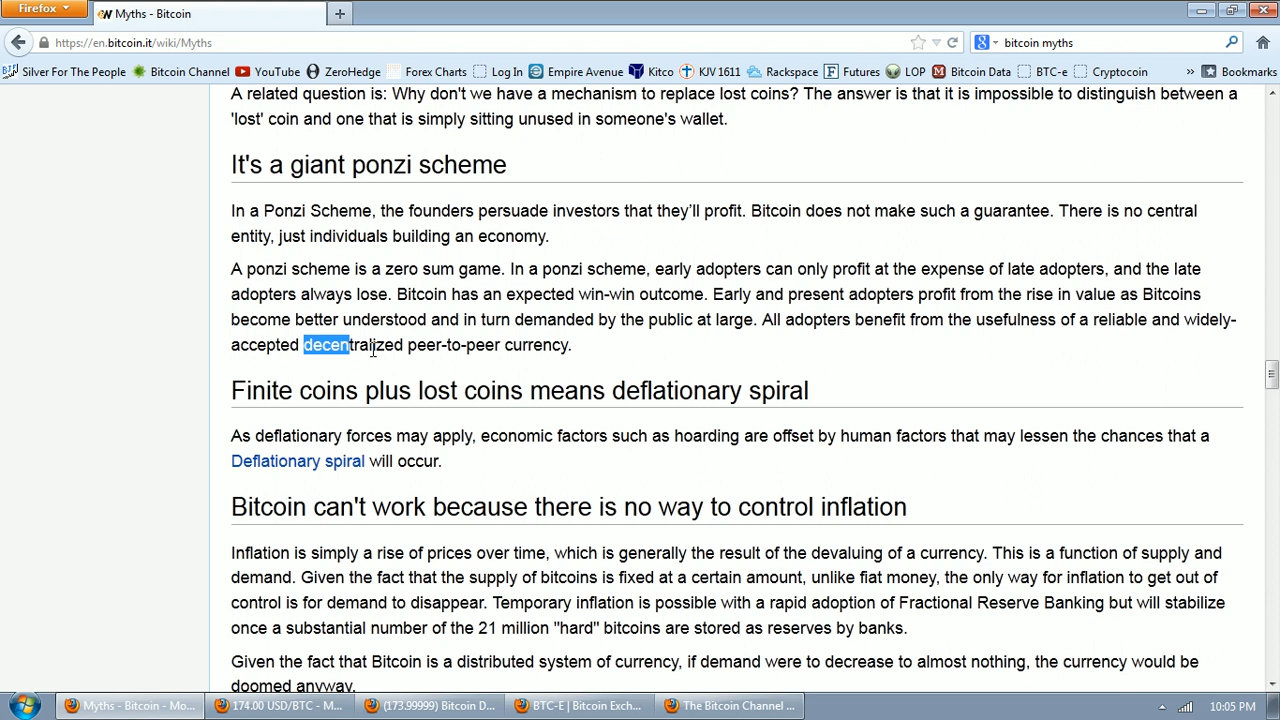 Firefox
Myths - Bitcoin
https://en.bitcoin.it/wiki/Myths
bitcoin myths
Silver For The People
Bitcoin Channel
YouTube
ZeroHedge
Forex Charts
Log In
Empire Avenue
Kitco
KJV 1611
Rackspace
Futures
LOP
Bitcoin Data
BTC-e
Cryptocoin
»
Bookmarks
A related question is: Why don't we have a mechanism to replace lost coins? The answer is that it is impossible to distinguish between a
'lost' coin and one that is simply sitting unused in someone's wallet.
It's a giant ponzi scheme
In a Ponzi Scheme, the founders persuade investors that they’ll profit. Bitcoin does not make such a guarantee. There is no central
entity, just individuals building an economy.
A ponzi scheme is a zero sum game. In a ponzi scheme, early adopters can only profit at the expense of late adopters, and the late
adopters always lose. Bitcoin has an expected win-win outcome. Early and present adopters profit from the rise in value as Bitcoins
become better understood and in turn demanded by the public at large. All adopters benefit from the usefulness of a reliable and widely-
accepted decentralized peer-to-peer currency.
Finite coins plus lost coins means deflationary spiral
As deflationary forces may apply, economic factors such as hoarding are offset by human factors that may lessen the chances that a
Deflationary spiral will occur.
Bitcoin can't work because there is no way to control inflation
Inflation is simply a rise of prices over time, which is generally the result of the devaluing of a currency. This is a function of supply and
demand. Given the fact that the supply of bitcoins is fixed at a certain amount, unlike fiat money, the only way for inflation to get out of
control is for demand to disappear. Temporary inflation is possible with a rapid adoption of Fractional Reserve Banking but will stabilize
once a substantial number of the 21 million "hard" bitcoins are stored as reserves by banks.
Given the fact that Bitcoin is a distributed system of currency, if demand were to decrease to almost nothing, the currency would be
doomed anyway.
Myths - Bitcoin - Mo...
174.00 USD/BTC - M...
(173.99999) Bitcoin D...
BTC-E | Bitcoin Exch...
The Bitcoin Channel ...
10:05 PM